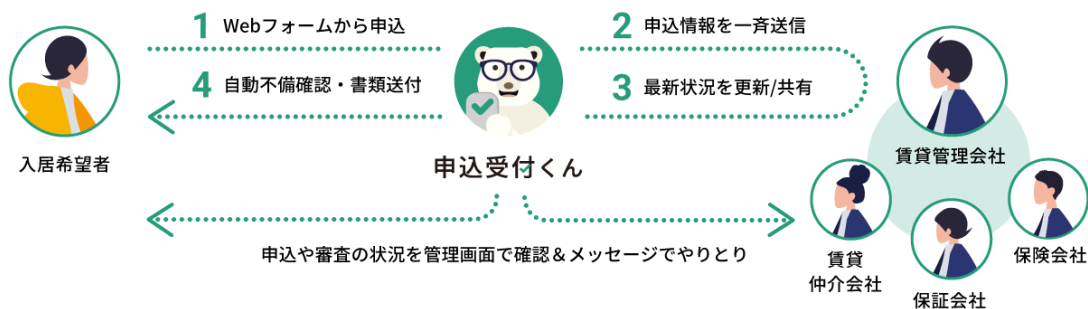 1 Webフォームから申込
2 申込情報を一斉送信
4 自動不備確認・書類送付
3 最新状況を更新/共有
入居希望者
申込受付くん
賃貸管理会社
申込や審査の状況を管理画面で確認＆メッセージでやりとり
賃貸
仲介会社
保証会社
保険会社